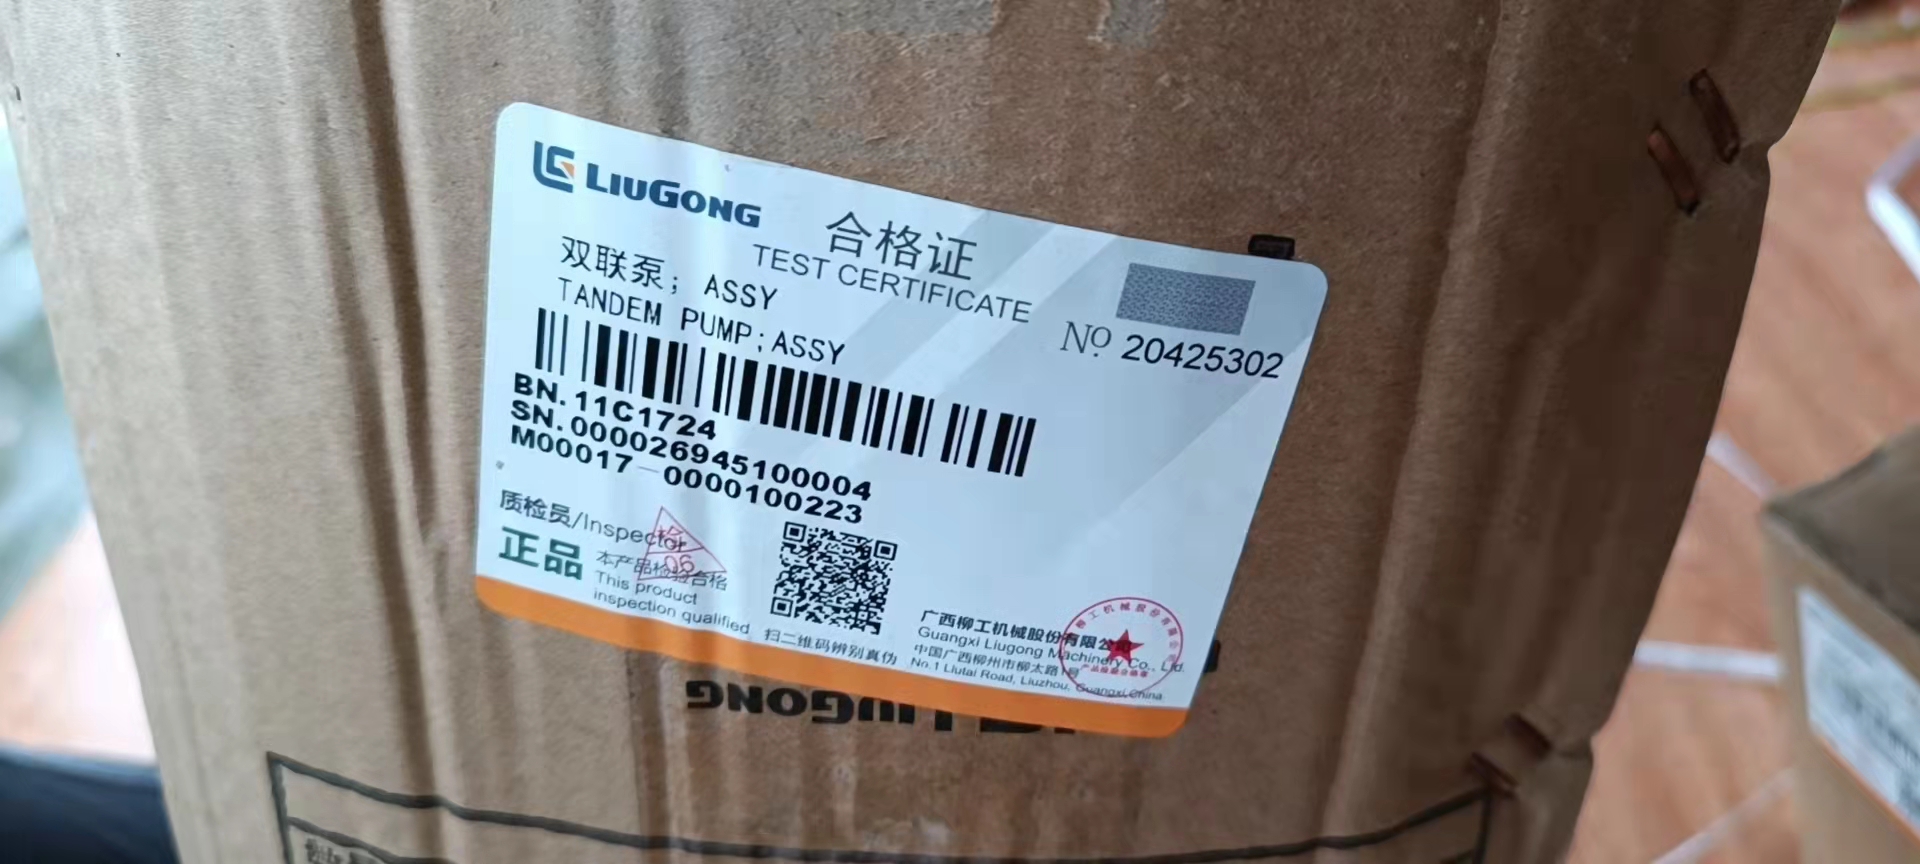 LIUGONG
合格证
TEST CERTIFICATE
双联泵；ASSY
TANDEM PUMP;ASSY
№ 20425302
BN.11C1724
SN.0000269451​00004
M00017-0000100223
质检员/Inspector
检
06
正品
本产品检验合格
This product
inspection qualified
扫二维码辨别真伪
广西柳工机械股份有限公司
Guangxi Liugong Machinery Co., Ltd.
中国广西柳州市柳太路1号
No.1 Liutai Road, Liuzhou, Guangxi,China
LIUGONG